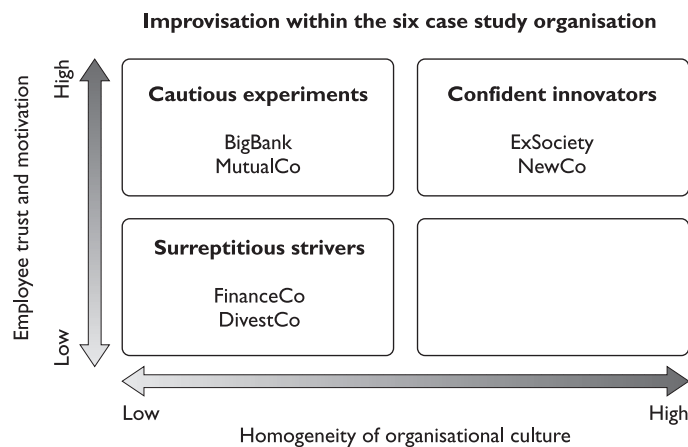 Improvisation within the six case study organisation
Employee trust and motivation
High
Low
Cautious experiments
BigBank
MutualCo
Confident innovators
ExSociety
NewCo
Surreptitious strivers
FinanceCo
DivestCo
Low
High
Homogeneity of organisational culture